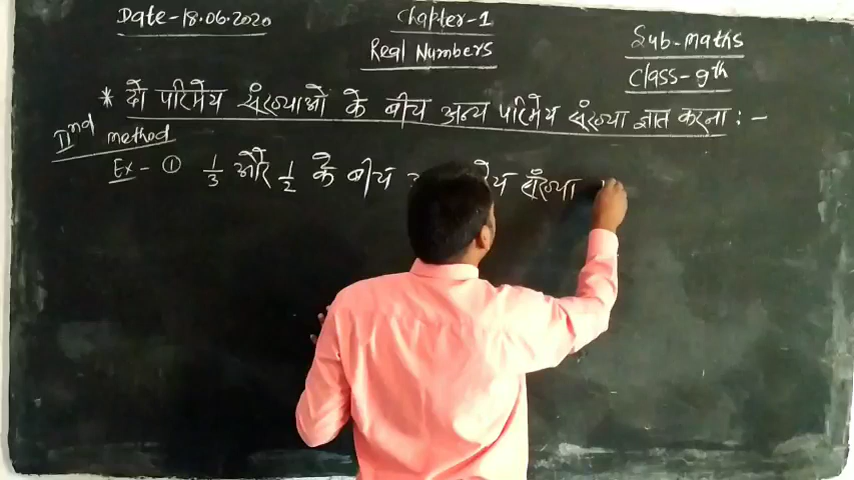 Date-18.06.2020
Chapter-1
Real Numbers
Sub-Maths
Class-9th
* दो परिमेय संख्याओं के बीच अन्य परिमेय संख्या ज्ञात करना : -
IInd method
Ex - ① 1/3 और 1/2 के बीच संख्या